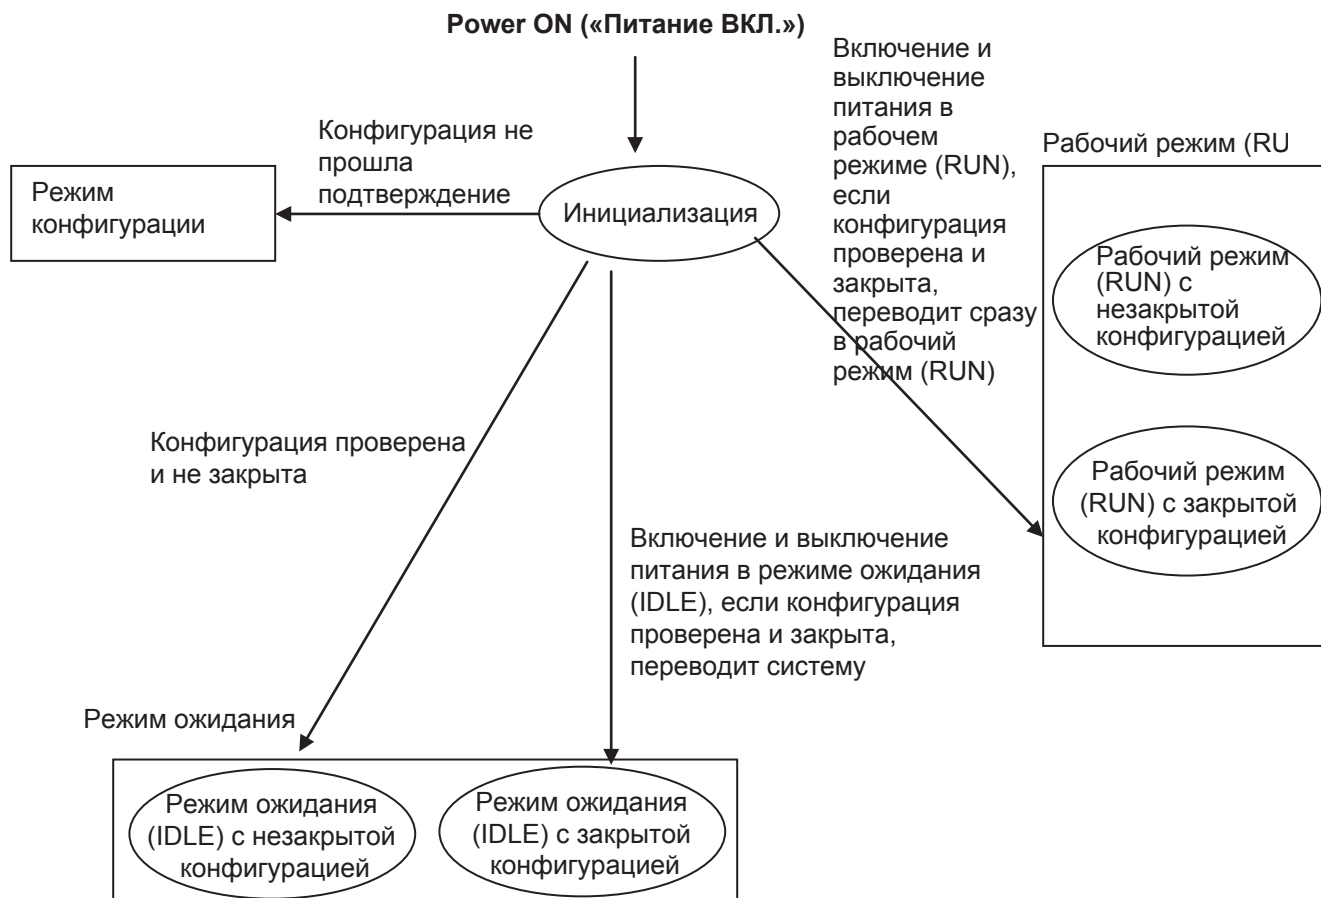 Power ON («Питание ВКЛ.»)
Включение и
выключение
питания в
рабочем
режиме (RUN),
если
конфигурация
проверена и
закрыта,
переводит сразу
в рабочий
режим (RUN)
Конфигурация не
прошла
подтверждение
Рабочий режим (RU
Режим
конфигурации
Инициализация
Рабочий режим
(RUN) с
незакрытой
конфигурацией
Рабочий режим
(RUN) с закрытой
конфигурацией
Конфигурация проверена
и не закрыта
Включение и выключение
питания в режиме ожидания
(IDLE), если конфигурация
проверена и закрыта,
переводит систему
Режим ожидания
Режим ожидания
(IDLE) с незакрытой
конфигурацией
Режим ожидания
(IDLE) с закрытой
конфигурацией